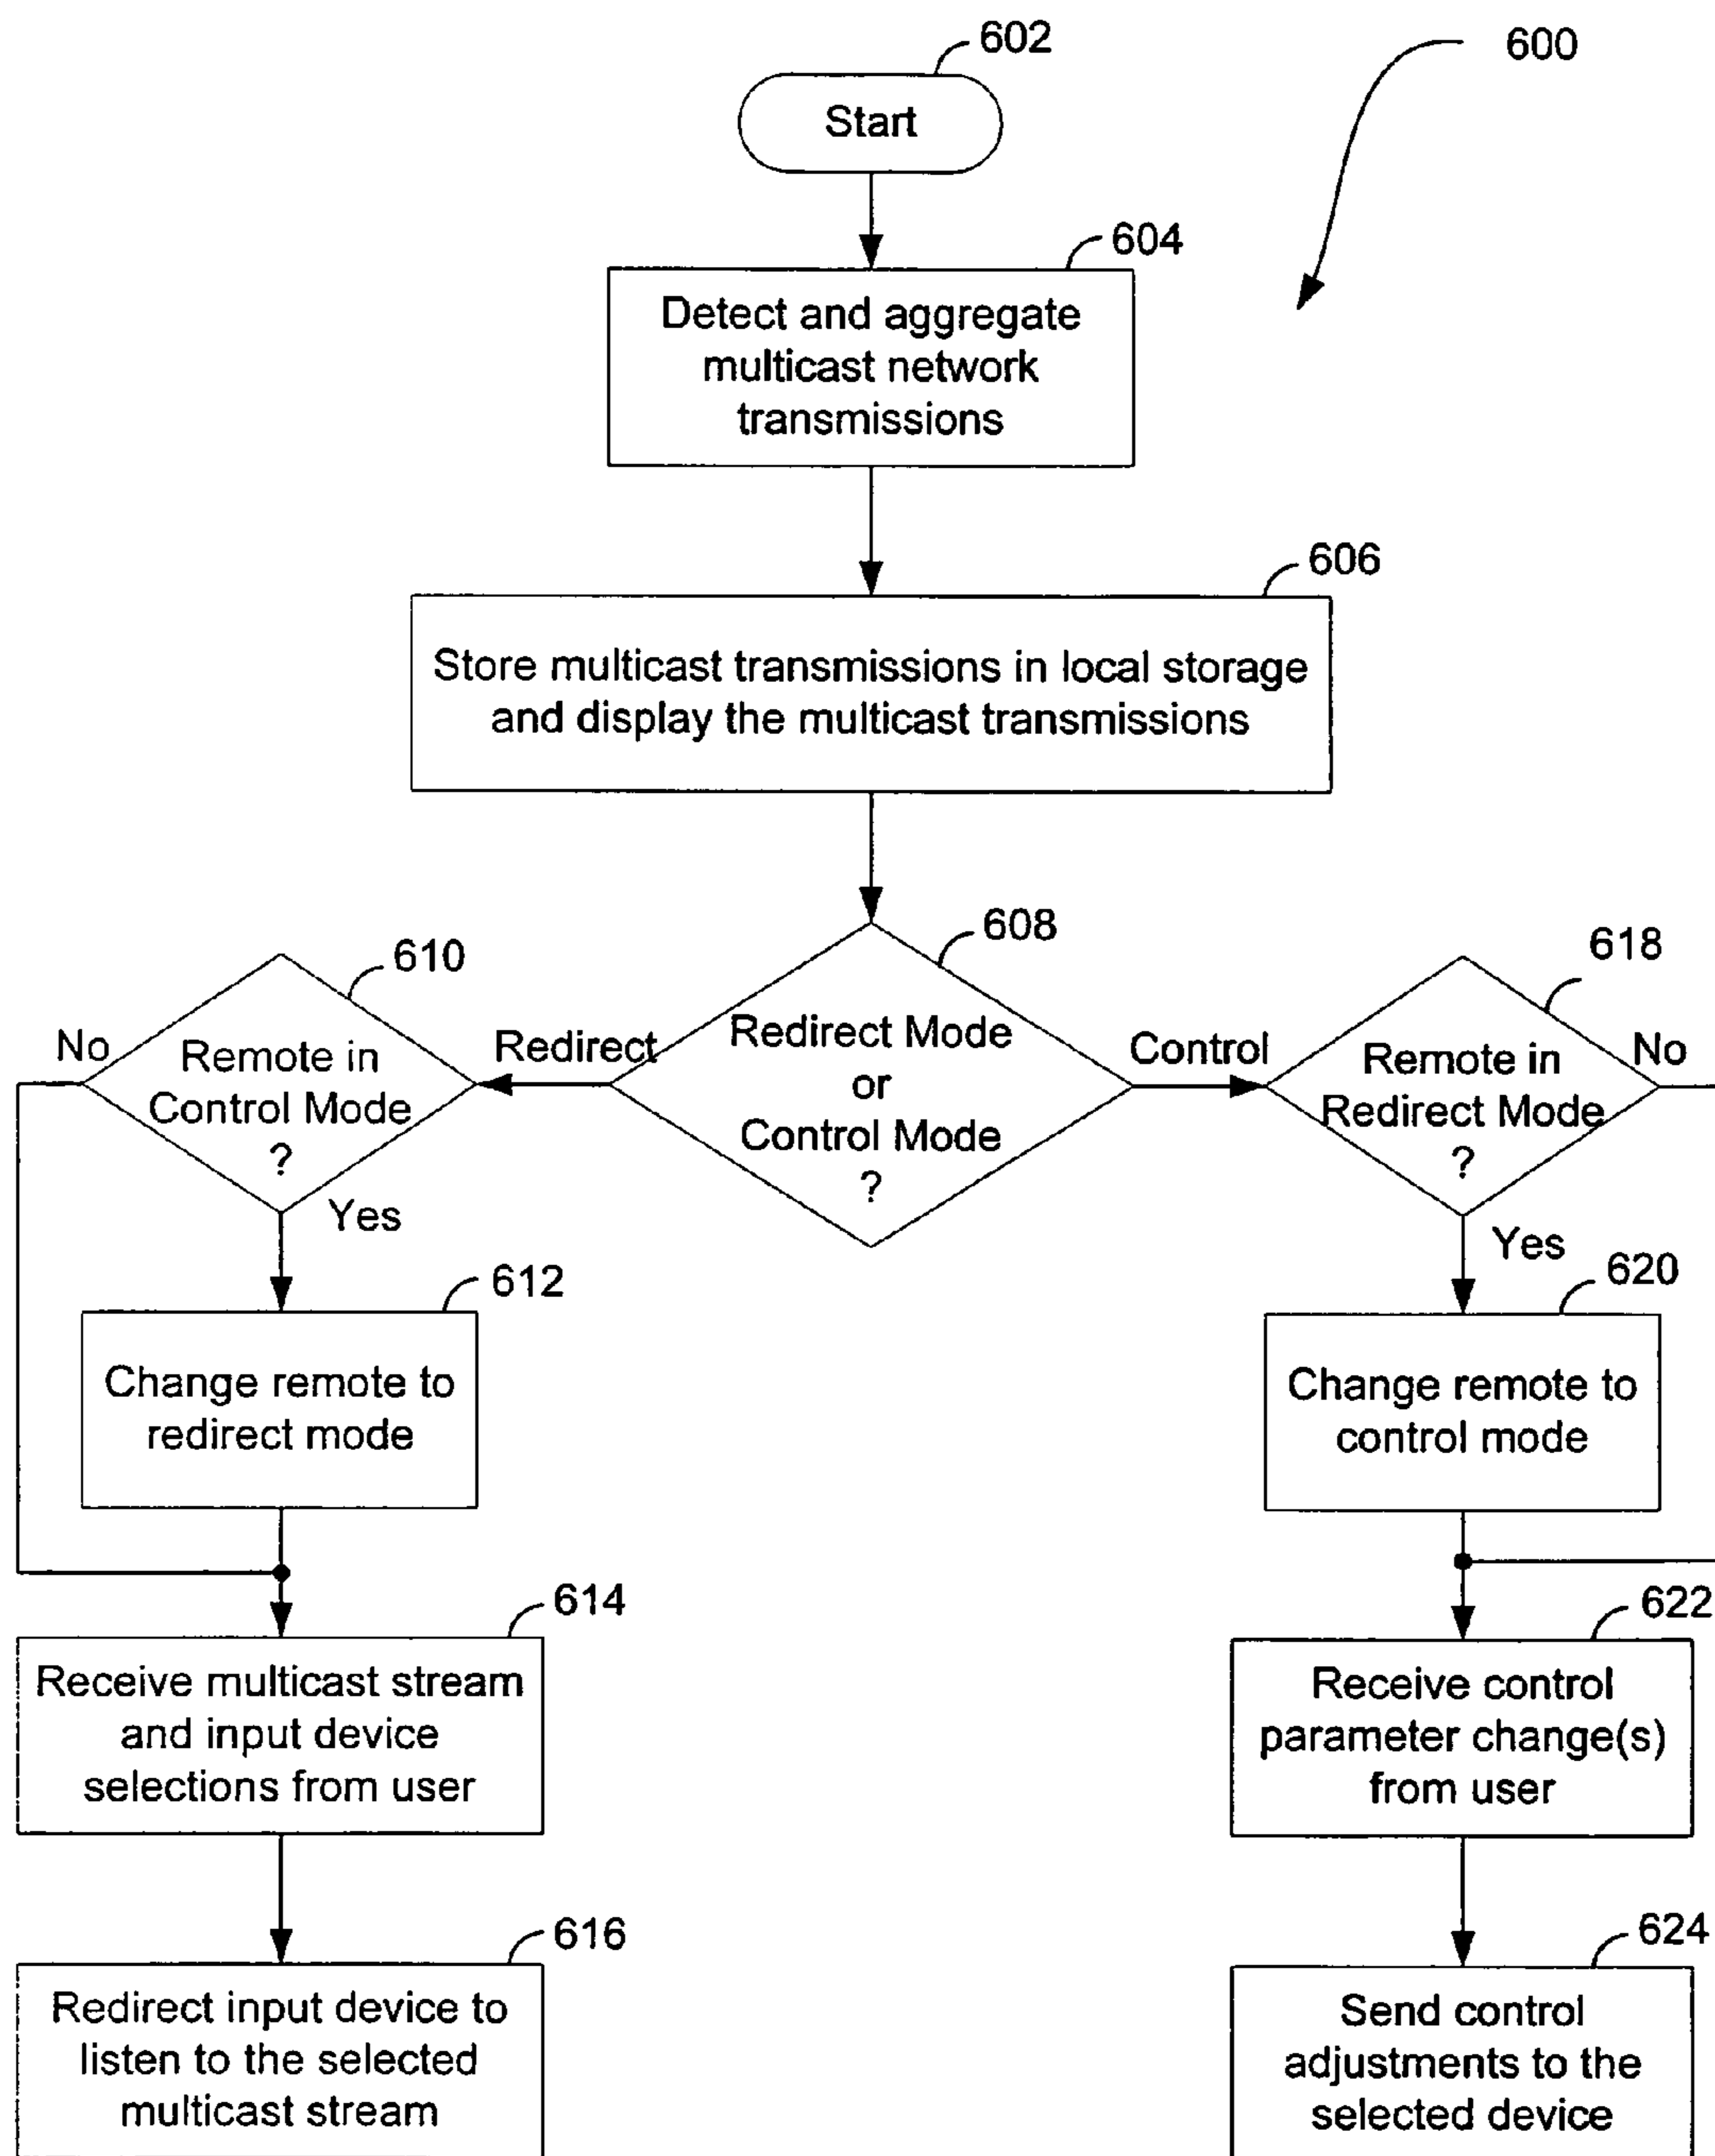 602
600
Start
604
Detect and aggregate
multicast network
transmissions
606
Store multicast transmissions in local storage
and display the multicast transmissions
608
Redirect Mode
or
Control Mode
?
Redirect
Control
610
Remote in
Control Mode
?
No
Yes
612
Change remote to
redirect mode
614
Receive multicast stream
and input device
selections from user
616
Redirect input device to
listen to the selected
multicast stream
618
Remote in
Redirect Mode
?
No
Yes
620
Change remote to
control mode
622
Receive control
parameter change(s)
from user
624
Send control
adjustments to the
selected device